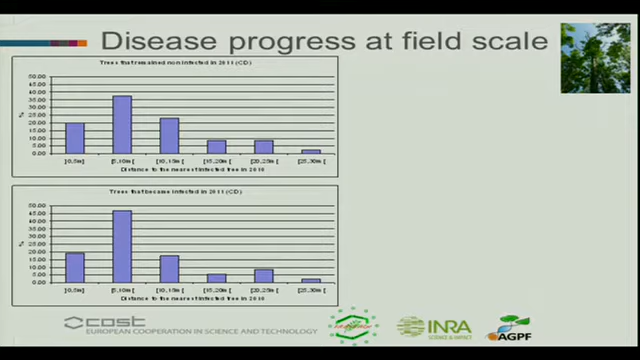 Disease progress at field scale
Trees that remained non infected in 2011 (CD)
50.00
45.00
40.00
35.00
30.00
25.00
20.00
15.00
10.00
5.00
0.00
%
]0,5m] [5,10m[ [10,15m[ [15,20m[ [20,25m[ [25,30m[
Distance to the nearest infected tree in 2010
Trees that became infected in 2011 (CD)
50.00
45.00
40.00
35.00
30.00
25.00
20.00
15.00
10.00
5.00
0.00
%
]0,5m] [5,10m[ [10,15m[ [15,20m[ [20,25m[ [25,30m[
Distance to the nearest infected tree in 2010
cost
EUROPEAN COOPERATION IN SCIENCE AND TECHNOLOGY
INRA
SCIENCE & IMPACT
AGPF